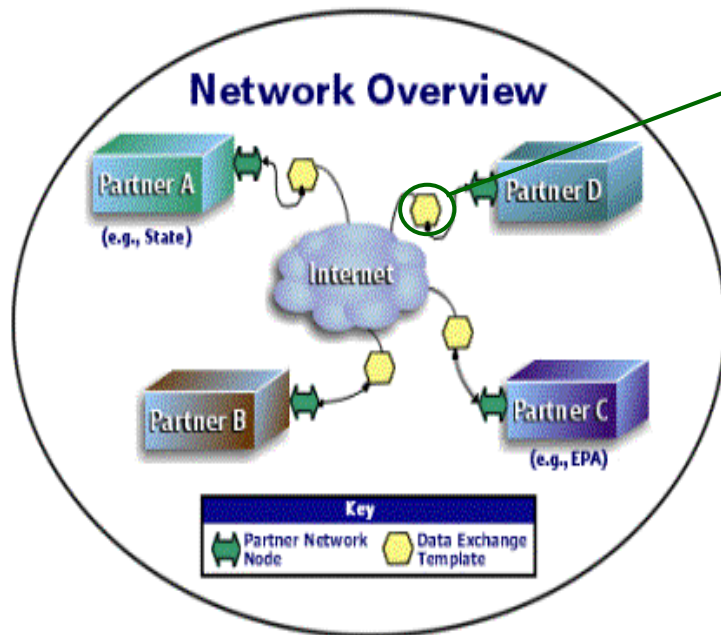 Network Overview
Partner A
(e.g., State)
Partner D
Internet
Partner B
Partner C
(e.g., EPA)
Key
Partner Network
Node
Data Exchange
Template